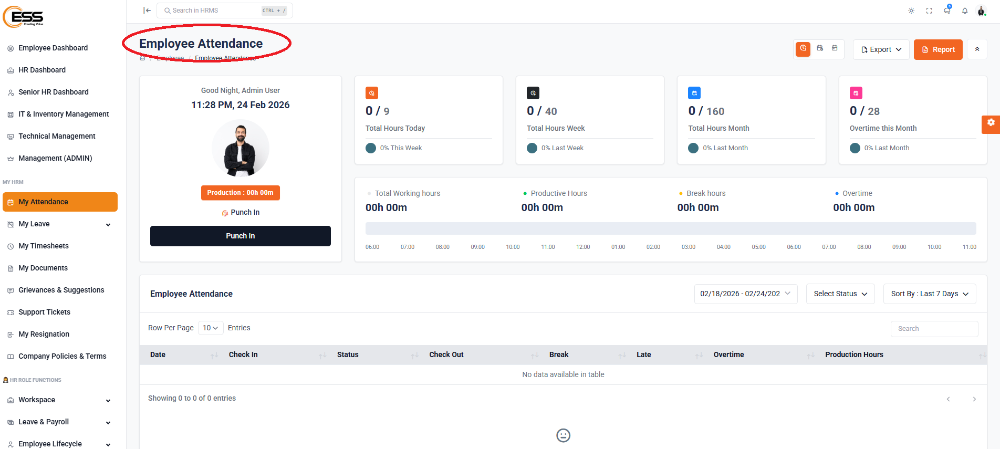 ESS
Creating Value
Search in HRMS
CTRL + /
Employee Dashboard
HR Dashboard
Senior HR Dashboard
IT & Inventory Management
Technical Management
Management (ADMIN)
MY HRM
My Attendance
My Leave
My Timesheets
My Documents
Grievances & Suggestions
Support Tickets
My Resignation
Company Policies & Terms
HR ROLE FUNCTIONS
Workspace
Leave & Payroll
Employee Lifecycle
5
Employee Attendance
/ Employee / Employee Attendance
Export
Report
Good Night, Admin User
11:28 PM, 24 Feb 2026
Production : 00h 00m
Punch In
Punch In
0 / 9
Total Hours Today
0% This Week
0 / 40
Total Hours Week
0% Last Week
0 / 160
Total Hours Month
0% Last Month
0 / 28
Overtime this Month
0% Last Month
Total Working hours
00h 00m
Productive Hours
00h 00m
Break hours
00h 00m
Overtime
00h 00m
06:00 07:00 08:00 09:00 10:00 11:00 12:00 01:00 02:00 03:00 04:00 05:00 06:00 07:00 08:00 09:00 10:00 11:00
Employee Attendance
02/18/2026 - 02/24/202
Select Status
Sort By : Last 7 Days
Row Per Page 10 Entries
Search
Date Check In Status Check Out Break Late Overtime Production Hours
No data available in table
Showing 0 to 0 of 0 entries